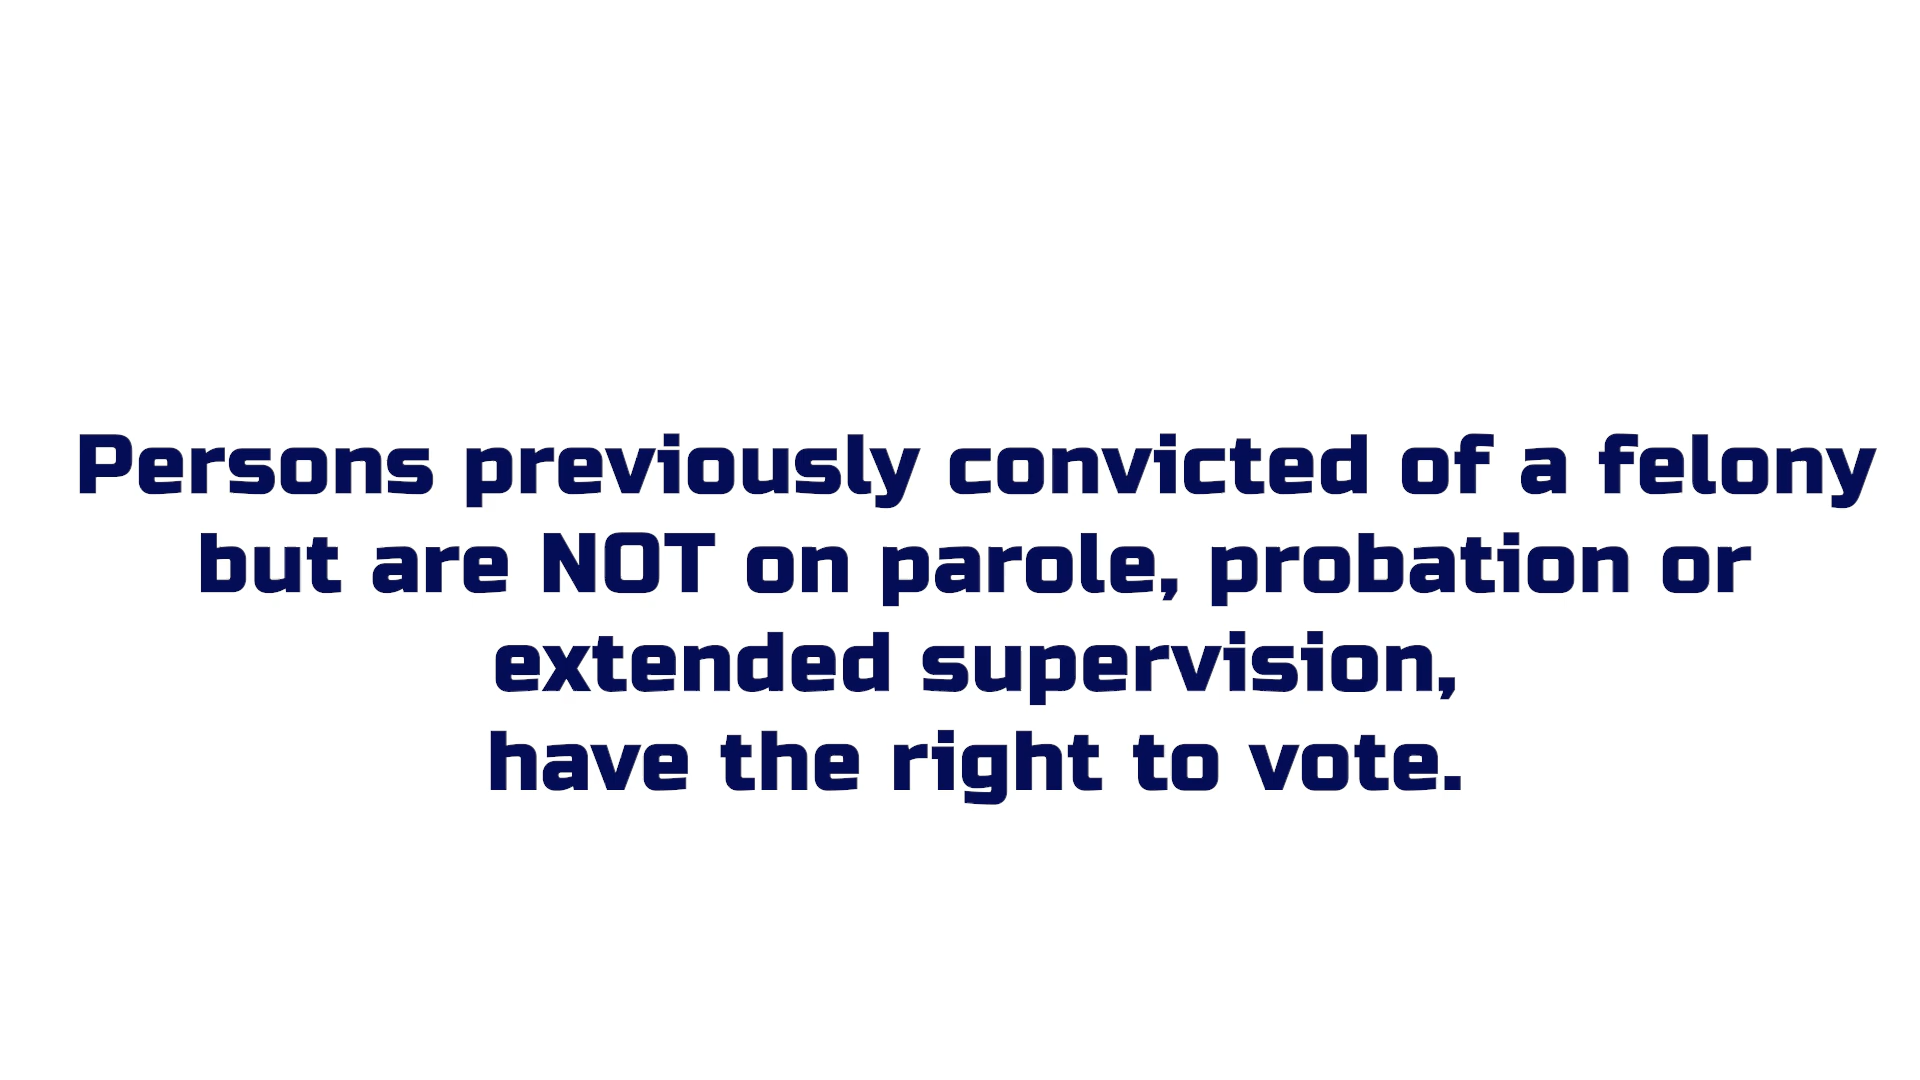 Persons previously convicted of a felony
but are NOT on parole, probation or
extended supervision,
have the right to vote.